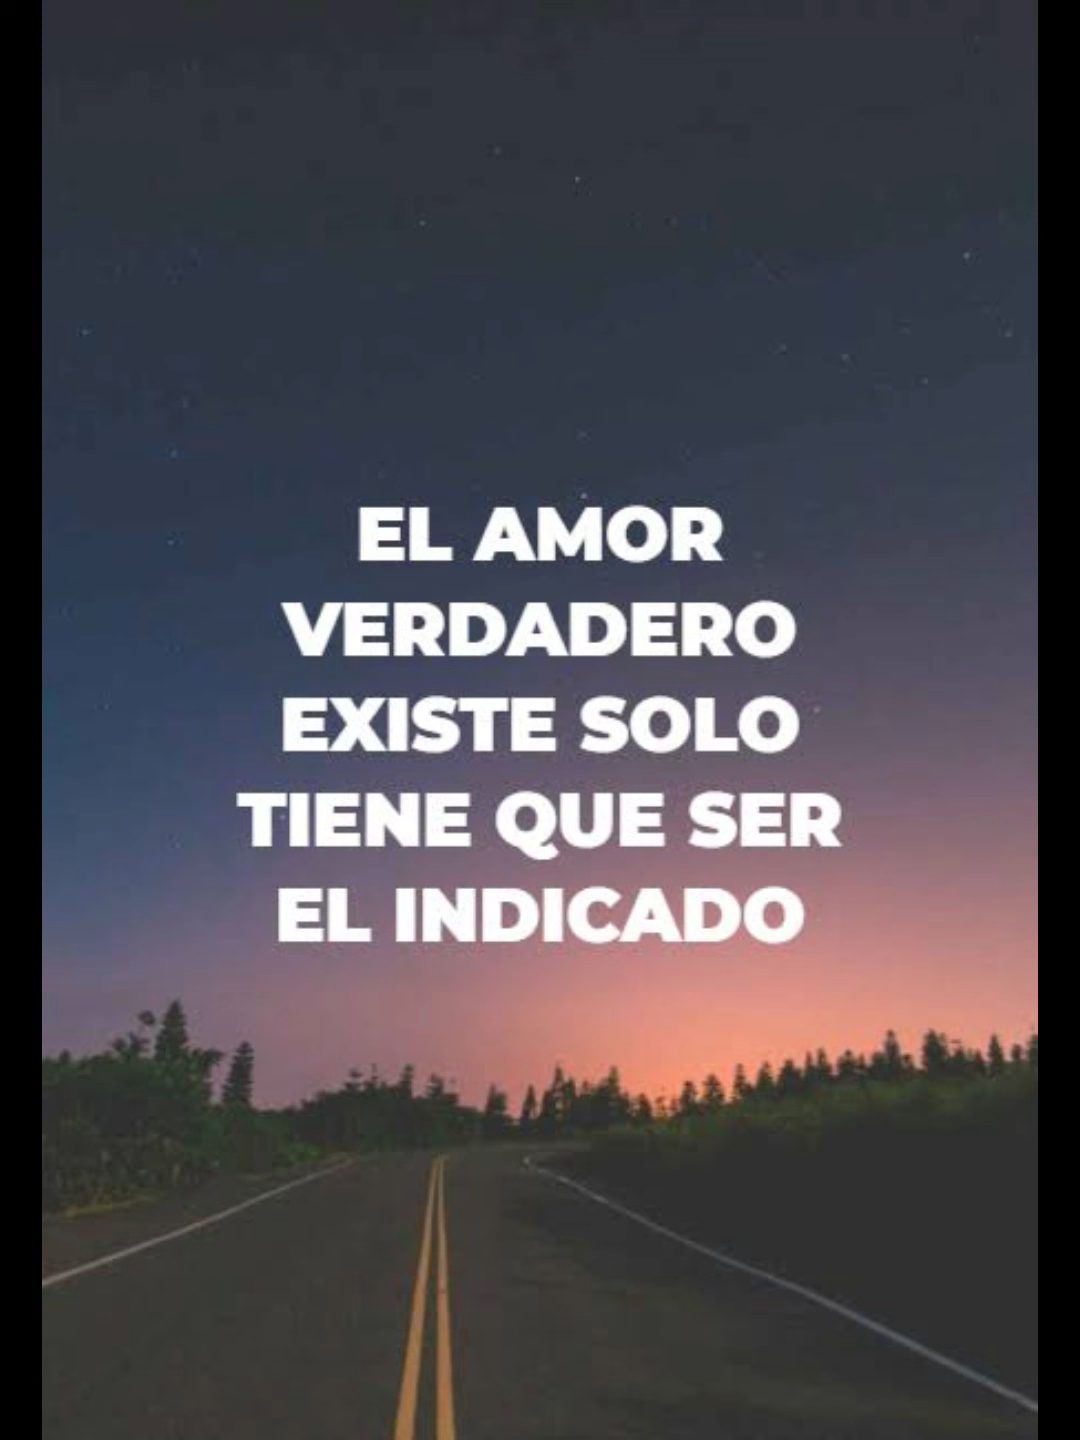 EL AMOR
VERDADERO
EXISTE SOLO
TIENE QUE SER
EL INDICADO